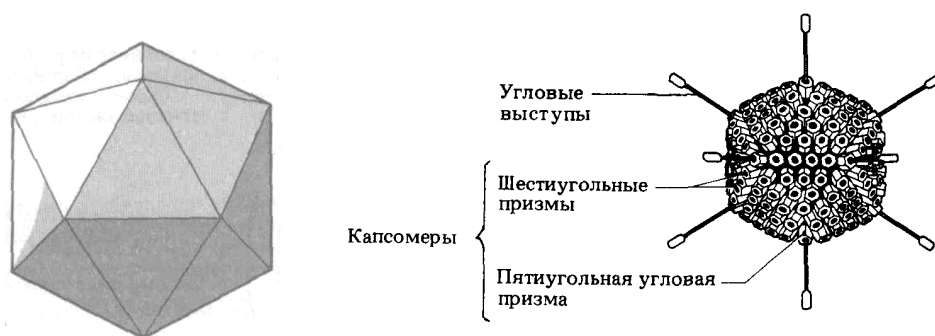 Угловые
выступы
Шестиугольные
призмы
Капсомеры
Пятиугольная угловая
призма